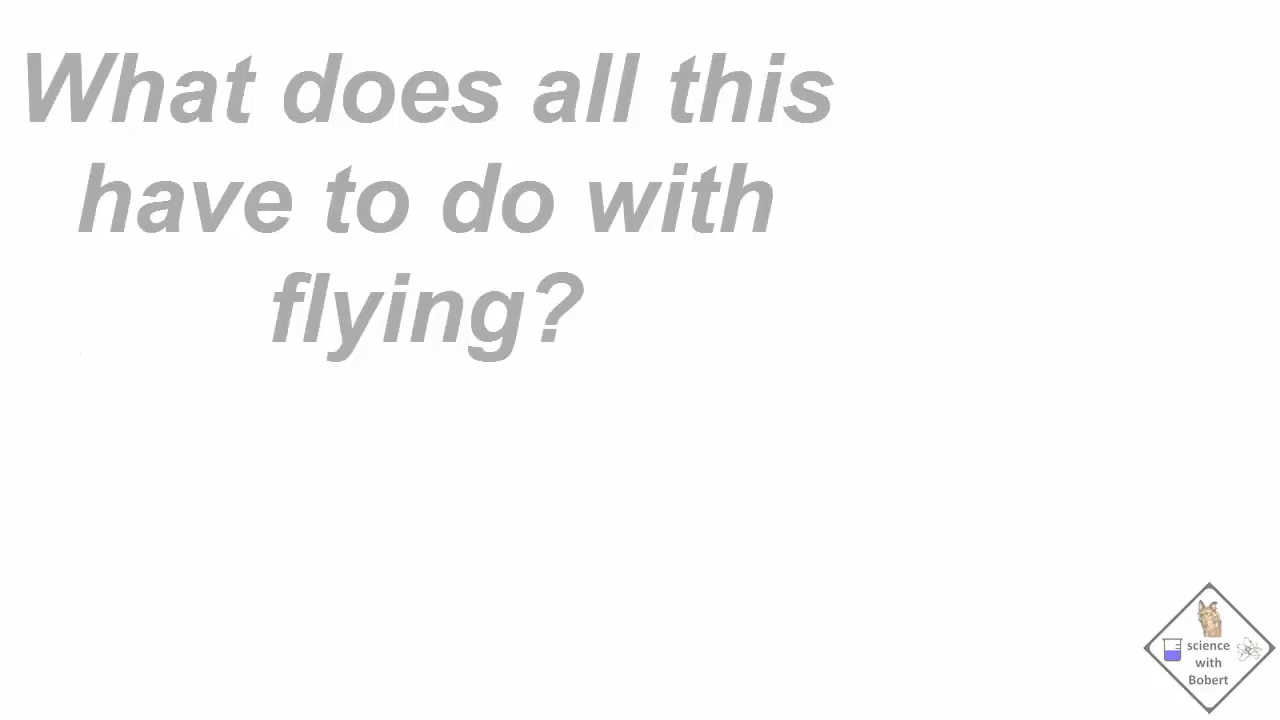 What does all this
have to do with
flying?
science
with
Bobert